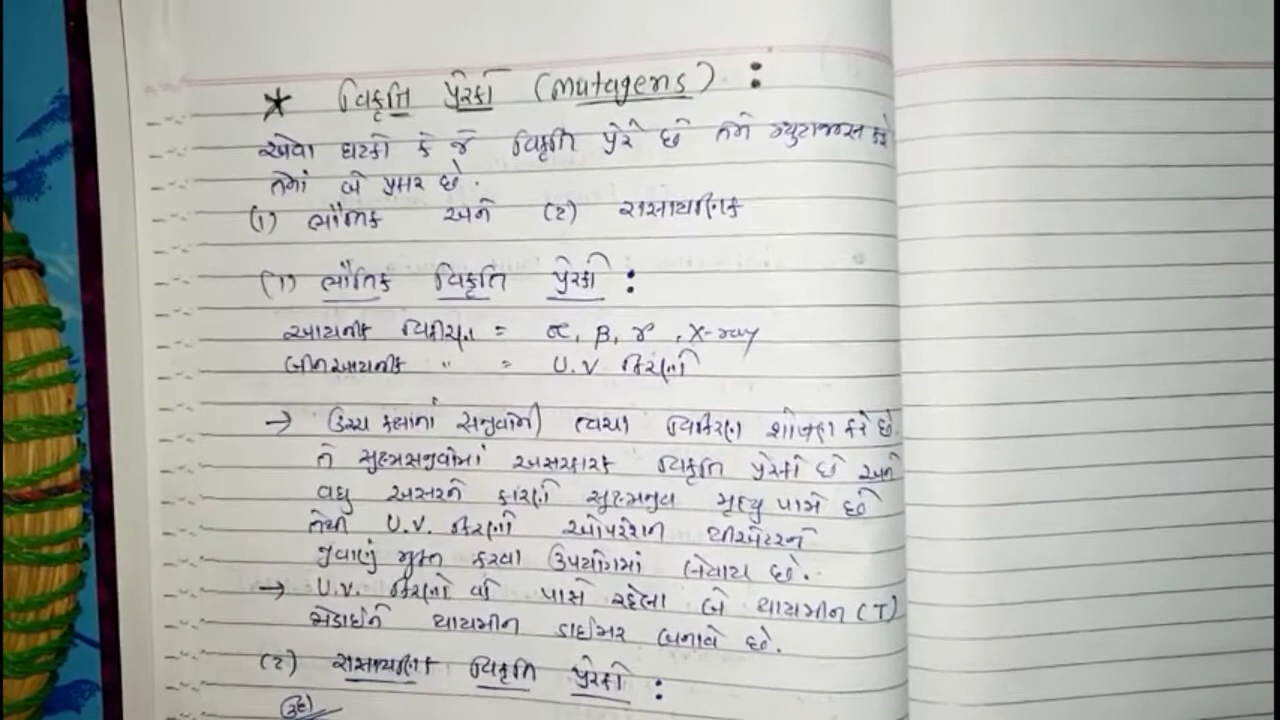 * વિકૃતિ પ્રેરકો (Mutagens) :
એવા ઘટકો કે જે વિકૃતિ પ્રેરે છે તેને મ્યુટાજન્સ કહે
તેનાં બે પ્રકાર છે.
(1) ભૌતિક અને (2) રાસાયણિક
(1) ભૌતિક વિકૃતિ પ્રેરકો :
આયનીક વિકીરણ = α, β, γ , X-ray
બીનઆયનીક " = U.V કિરણો
→ ઉચ્ચ કક્ષાનાં સજીવોની ત્વચા વિકિરણ શોષણ કરે છે.
તે સુક્ષ્મસજીવોમાં અસરકારક વિકૃતિ પ્રેરકો છે અને
વધુ અસરને કારણે સુક્ષ્મજીવ મૃત્યુ પામે છે
તેથી U.V. કિરણો ઓપરેશન થીએટરને
જીવાણું મુક્ત કરવા ઉપયોગમાં લેવાય છે.
→ U.V. કિરણો પાસે રહેલા બે થાયમીન (T)
જોડાઈને થાયમીન ડાઈમર બનાવે છે.
(2) રાસાયણિક વિકૃતિ પ્રેરકો :